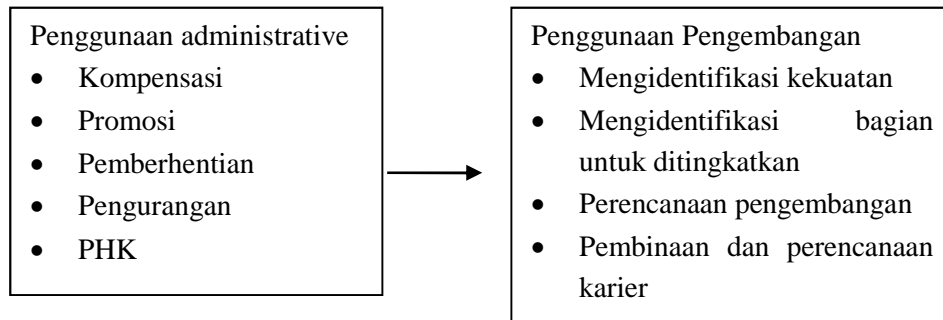 Penggunaan administrative
• Kompensasi
• Promosi
• Pemberhentian
• Pengurangan
• PHK
Penggunaan Pengembangan
• Mengidentifikasi kekuatan
• Mengidentifikasi bagian
untuk ditingkatkan
• Perencanaan pengembangan
• Pembinaan dan perencanaan
karier